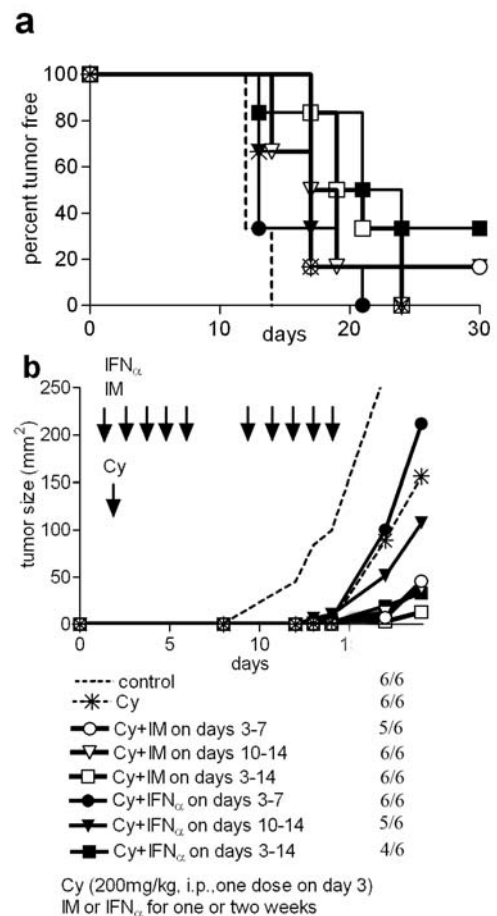 a
percent tumor free
100
80
60
40
20
0
0 10 20 30
days
b
IFNα
IM
Cy
tumor size (mm²)
250
200
150
100
50
0
0 5 10 1
days
control 6/6
Cy 6/6
Cy+IM on days 3-7 5/6
Cy+IM on days 10-14 6/6
Cy+IM on days 3-14 6/6
Cy+IFNα on days 3-7 6/6
Cy+IFNα on days 10-14 5/6
Cy+IFNα on days 3-14 4/6
Cy (200mg/kg, i.p.,one dose on day 3)
IM or IFNα for one or two weeks